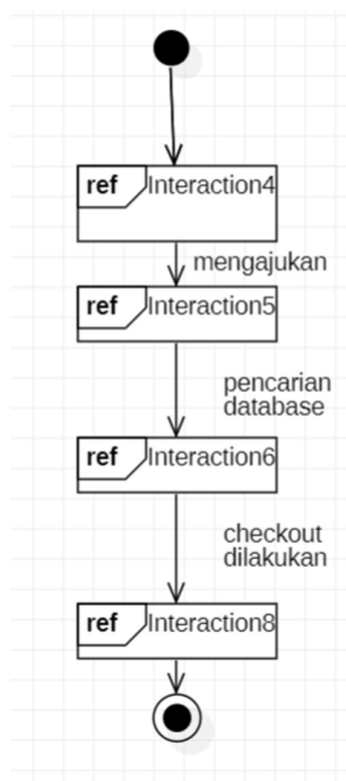 ref Interaction4
mengajukan
ref Interaction5
pencarian
database
ref Interaction6
checkout
dilakukan
ref Interaction8